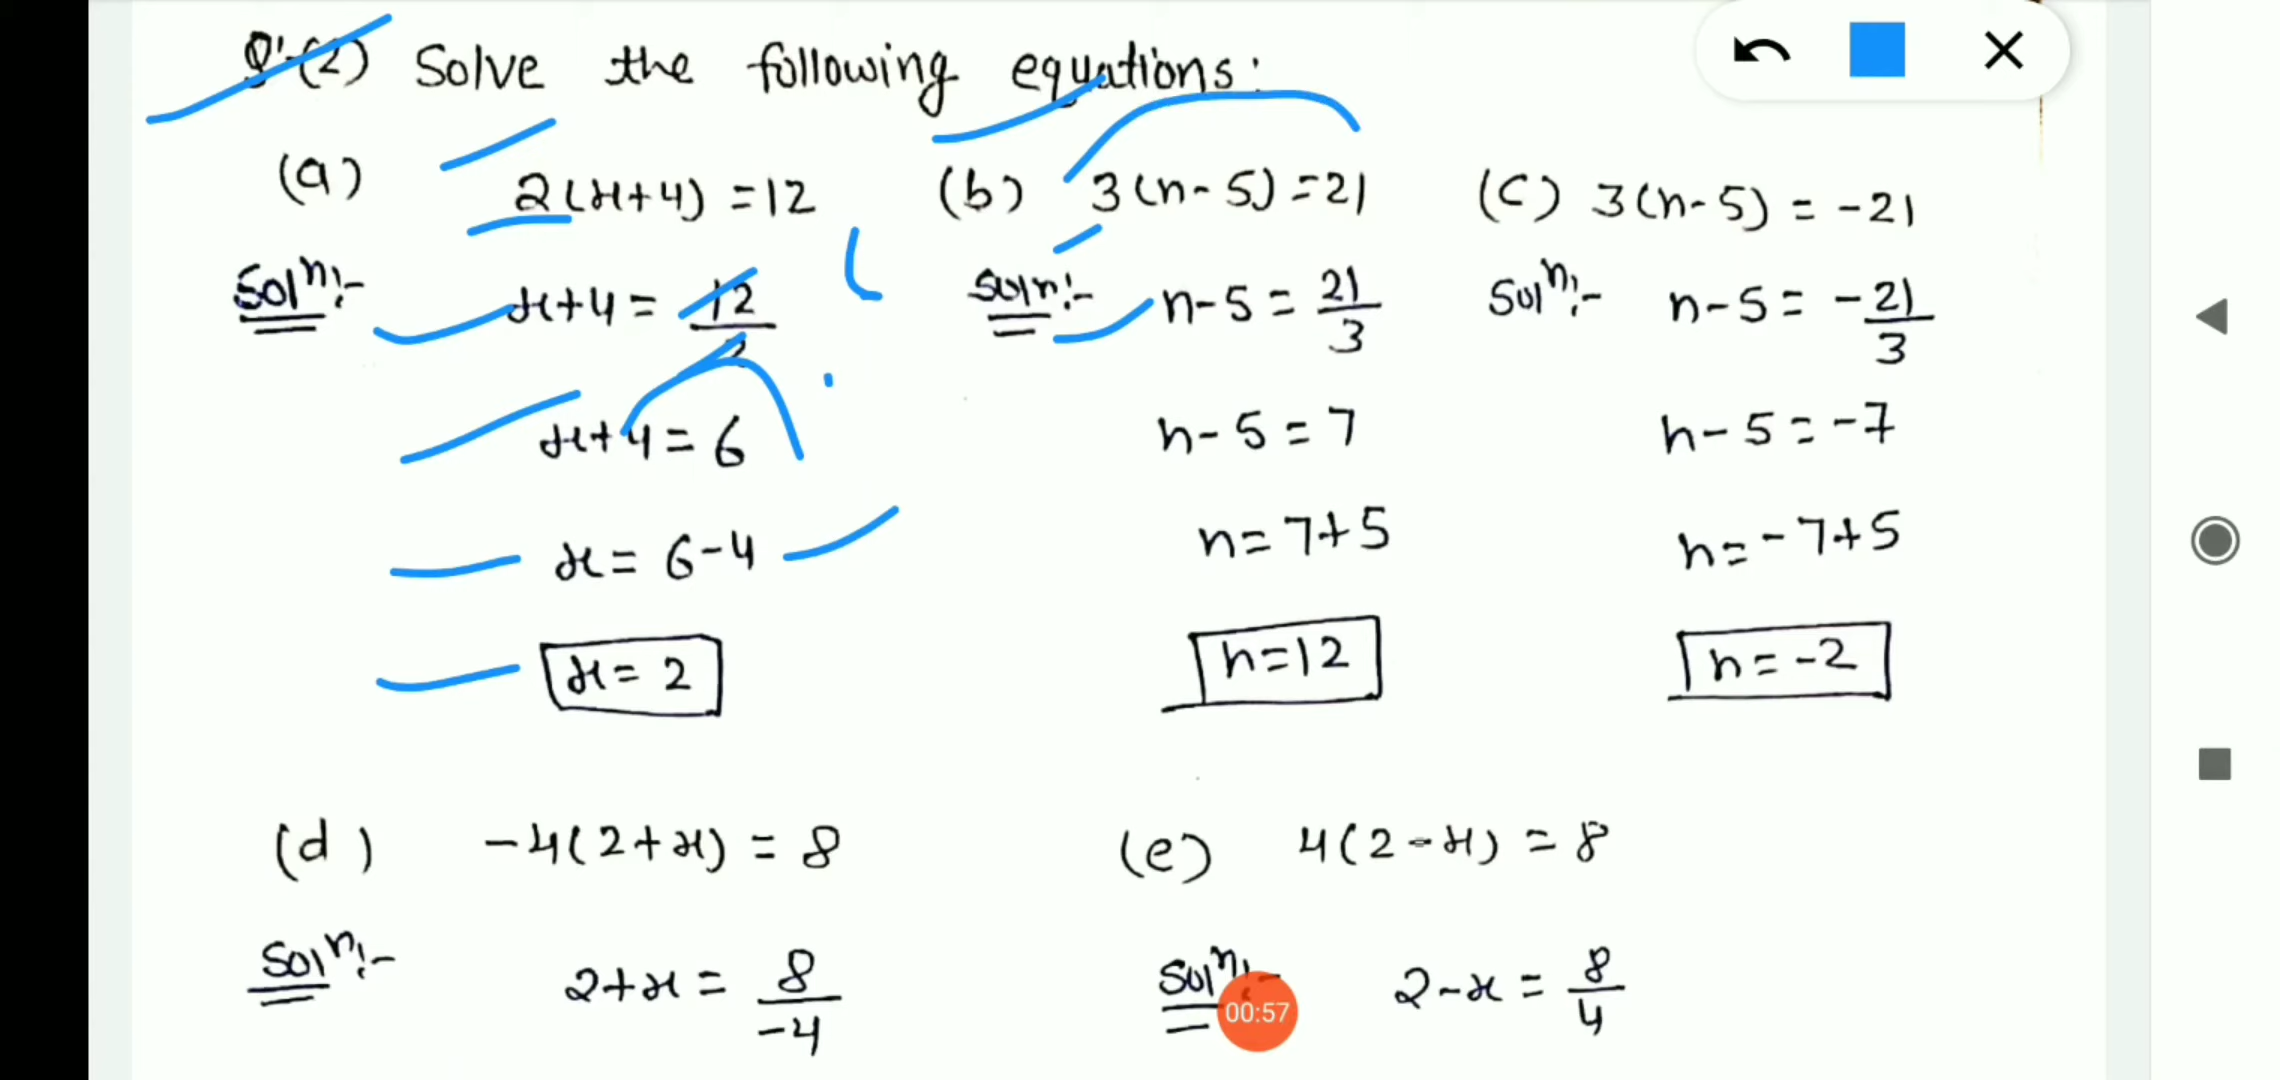 Q.(2) Solve the following equations:
(a) 2(x+4) = 12
Solⁿ:- x+4 = 12/2
x+4 = 6
x = 6-4
x = 2
(b) 3(n-5) = 21
Solⁿ:- n-5 = 21/3
n-5 = 7
n = 7+5
n = 12
(c) 3(n-5) = -21
Solⁿ:- n-5 = -21/3
n-5 = -7
n = -7+5
n = -2
(d) -4(2+x) = 8
Solⁿ:- 2+x = 8/-4
(e) 4(2-x) = 8
Solⁿ:- 2-x = 8/4
00:57